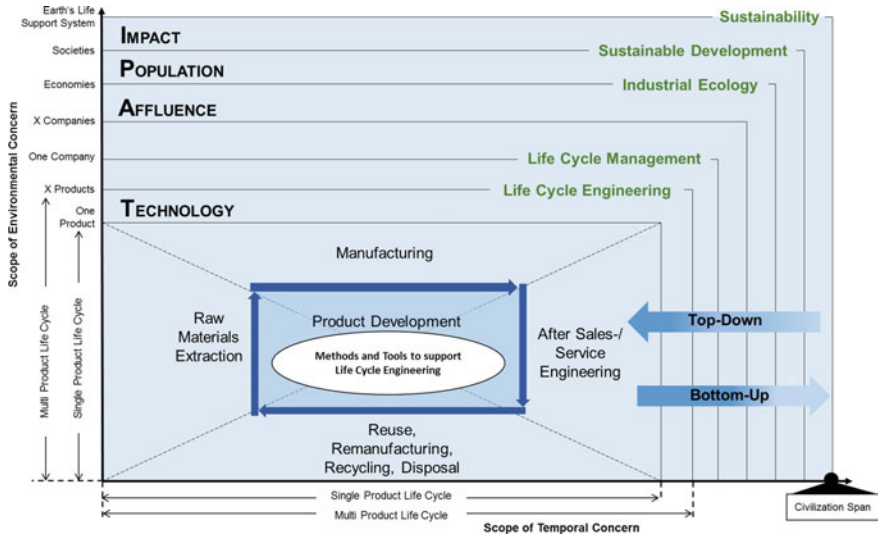 Earth's Life
Support System
Sustainability
IMPACT
Societies
Sustainable Development
POPULATION
Economies
Industrial Ecology
AFFLUENCE
X Companies
One Company
Life Cycle Management
X Products
Life Cycle Engineering
One
Product
TECHNOLOGY
Scope of Environmental Concern
Multi Product Life Cycle
Single Product Life Cycle
Manufacturing
Raw
Materials
Extraction
Product Development
Methods and Tools to support
Life Cycle Engineering
After Sales-/
Service
Engineering
Top-Down
Bottom-Up
Reuse,
Remanufacturing,
Recycling, Disposal
Single Product Life Cycle
Multi Product Life Cycle
Scope of Temporal Concern
Civilization Span